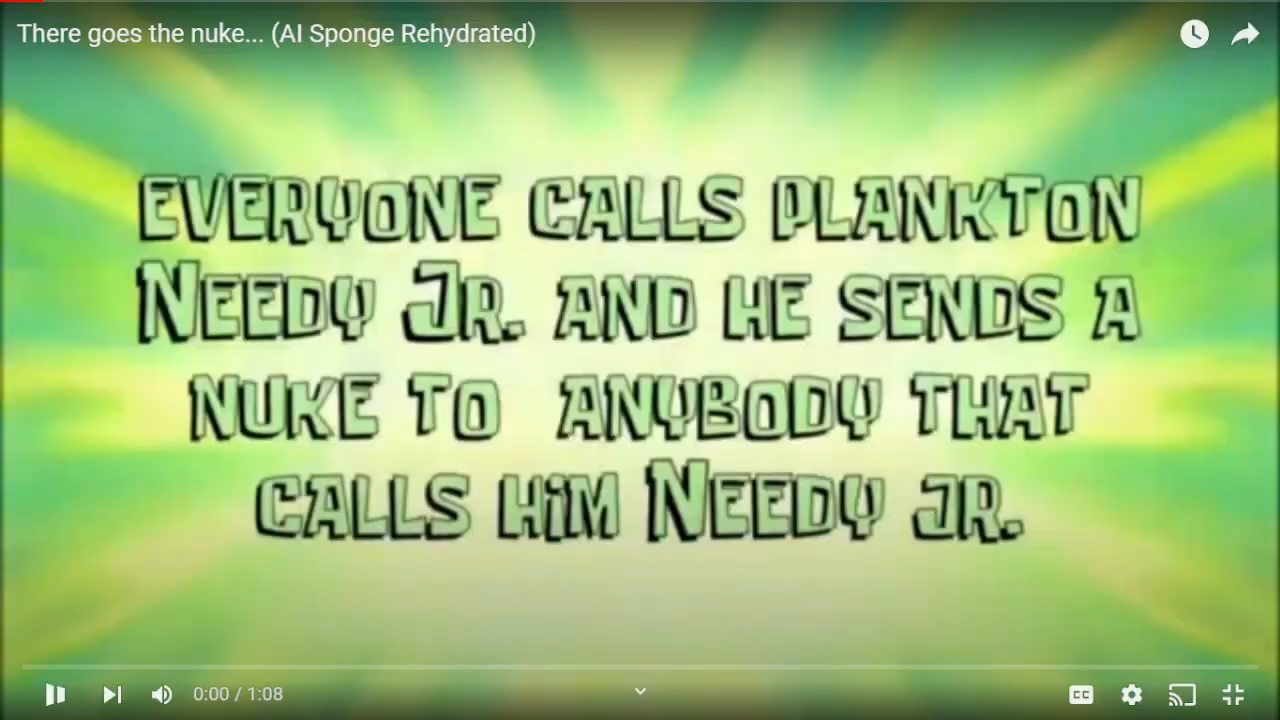 There goes the nuke... (AI Sponge Rehydrated)
EVERYONE CALLS PLANKTON
NEEDY JR. AND HE SENDS A
NUKE TO ANYBODY THAT
CALLS HiM NEEDY JR.
0:00 / 1:08
CC